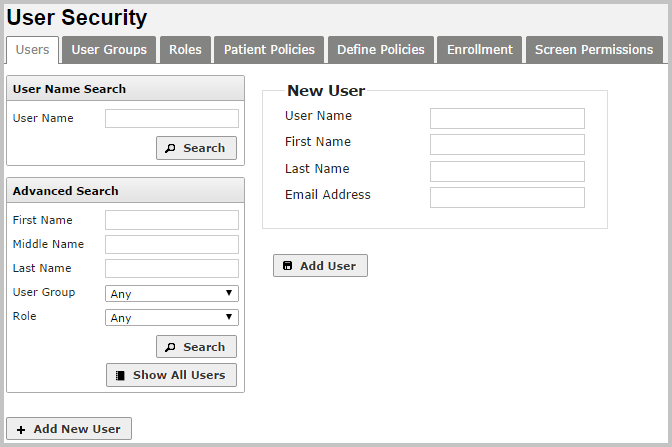 User Security
Users User Groups Roles Patient Policies Define Policies Enrollment Screen Permissions
User Name Search
User Name
Search
Advanced Search
First Name
Middle Name
Last Name
User Group Any
Role Any
Search
Show All Users
Add New User
New User
User Name
First Name
Last Name
Email Address
Add User